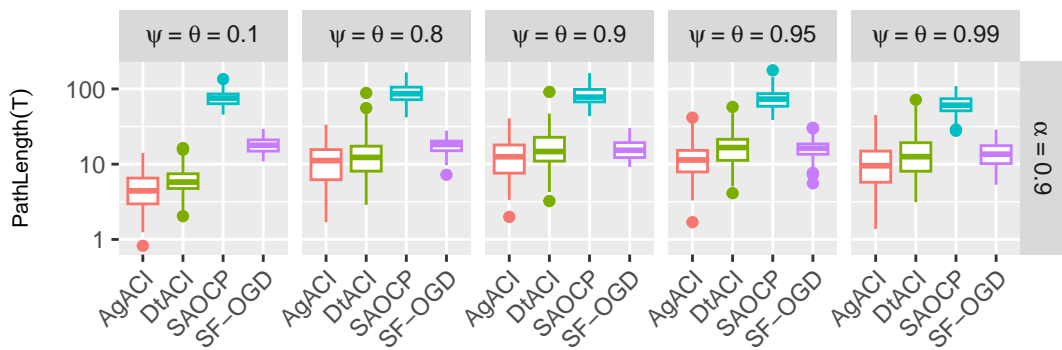 ψ = θ = 0.1 ψ = θ = 0.8 ψ = θ = 0.9 ψ = θ = 0.95 ψ = θ = 0.99
α = 0.9
PathLength(T)
100
10
1
AgACI DtACI SAOCP SF−OGD AgACI DtACI SAOCP SF−OGD AgACI DtACI SAOCP SF−OGD AgACI DtACI SAOCP SF−OGD AgACI DtACI SAOCP SF−OGD